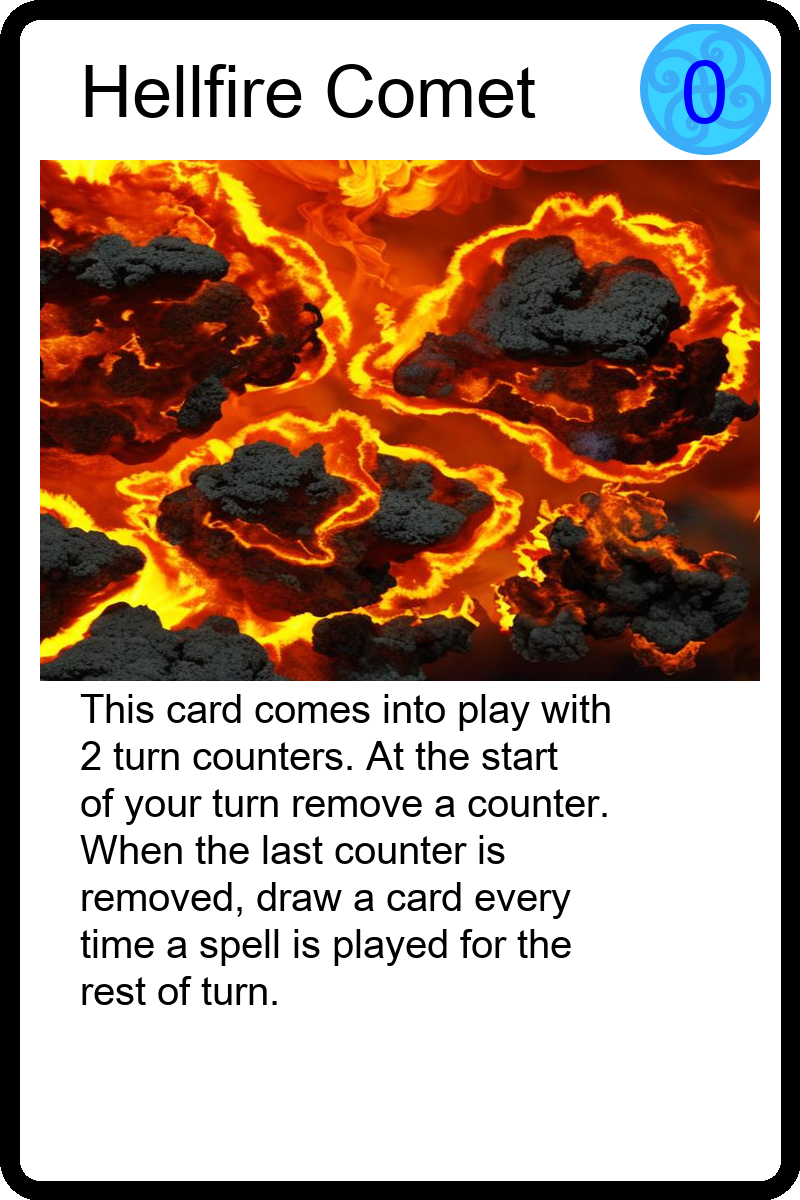 Hellfire Comet
0
This card comes into play with
2 turn counters. At the start
of your turn remove a counter.
When the last counter is
removed, draw a card every
time a spell is played for the
rest of turn.